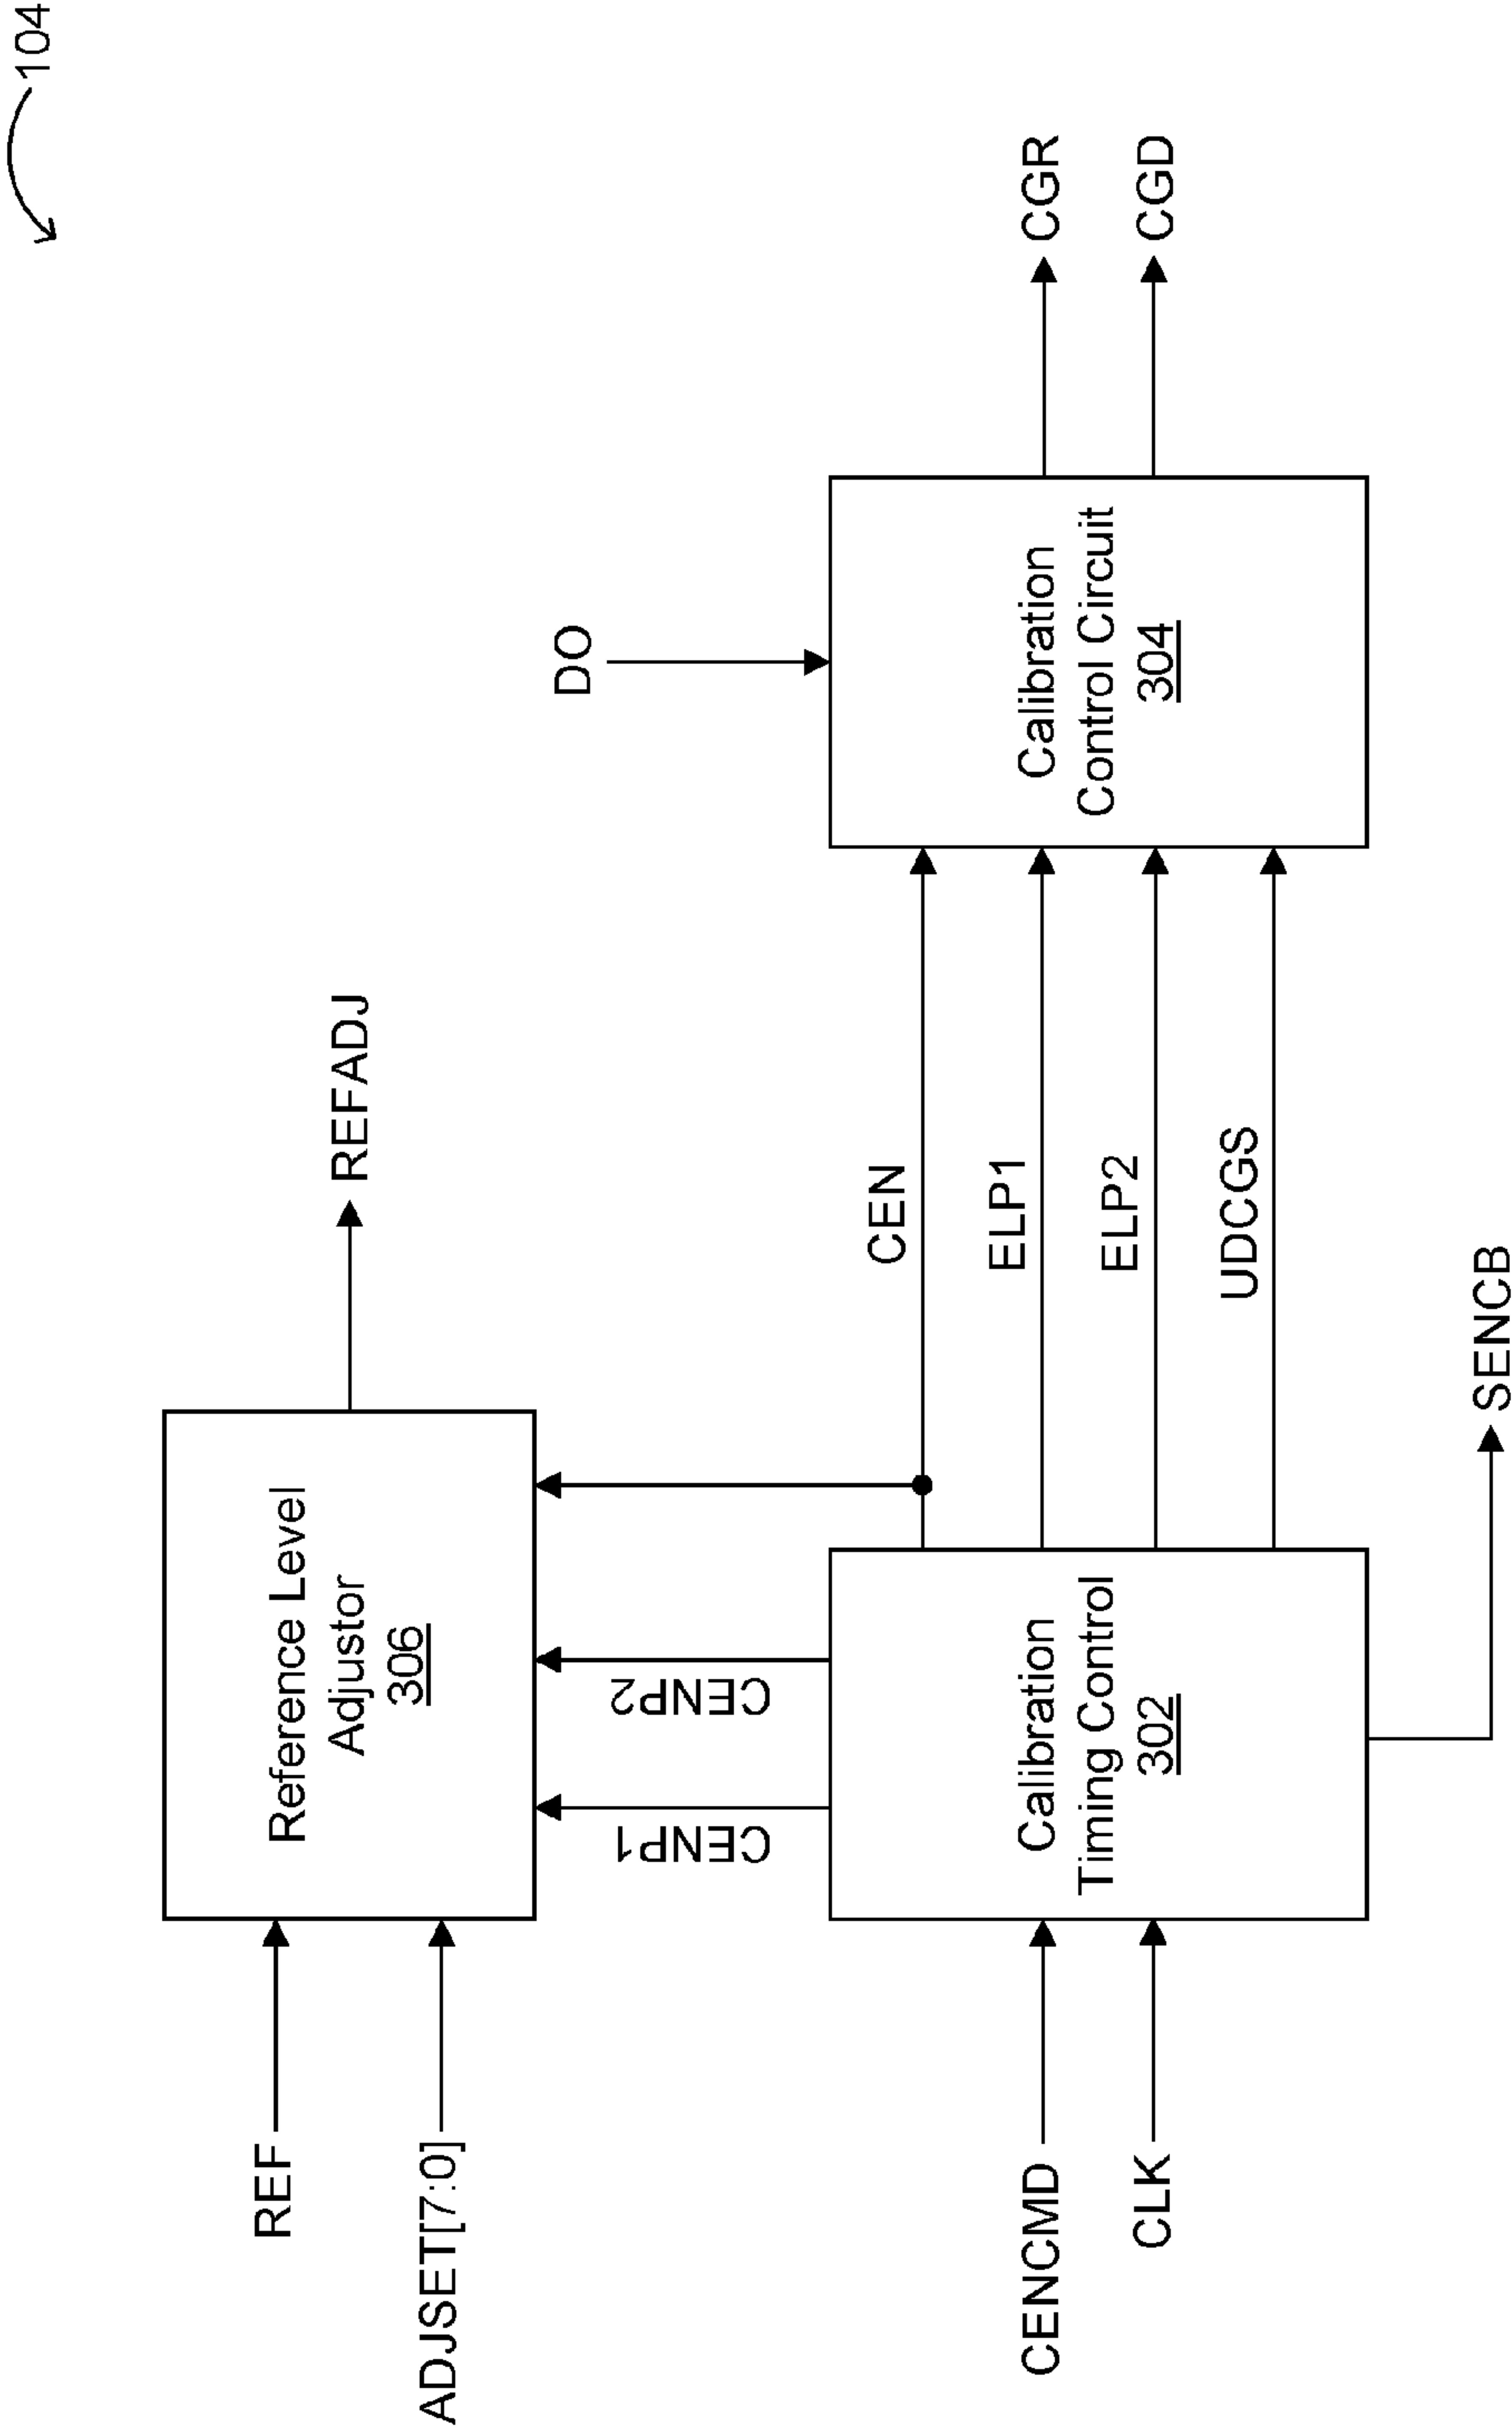 104
REF
ADJSET[7:0]
Reference Level
Adjustor
306
REFADJ
CENP1
CENP2
DO
CENCMD
CLK
Calibration
Timing Control
302
CEN
ELP1
ELP2
UDCGS
Calibration
Control Circuit
304
CGR
CGD
SENCB